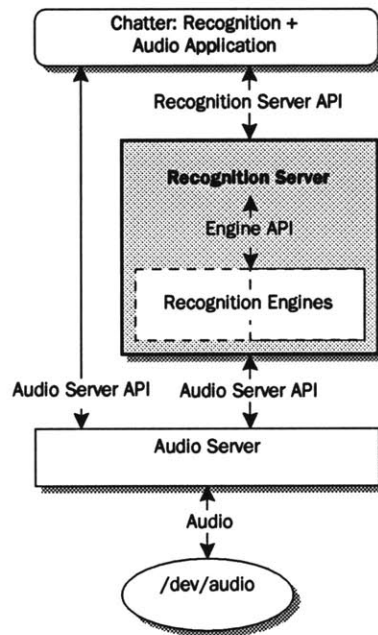 Chatter: Recognition +
Audio Application
Recognition Server API
Recognition Server
Engine API
Recognition Engines
Audio Server API
Audio Server API
Audio Server
Audio
/dev/audio